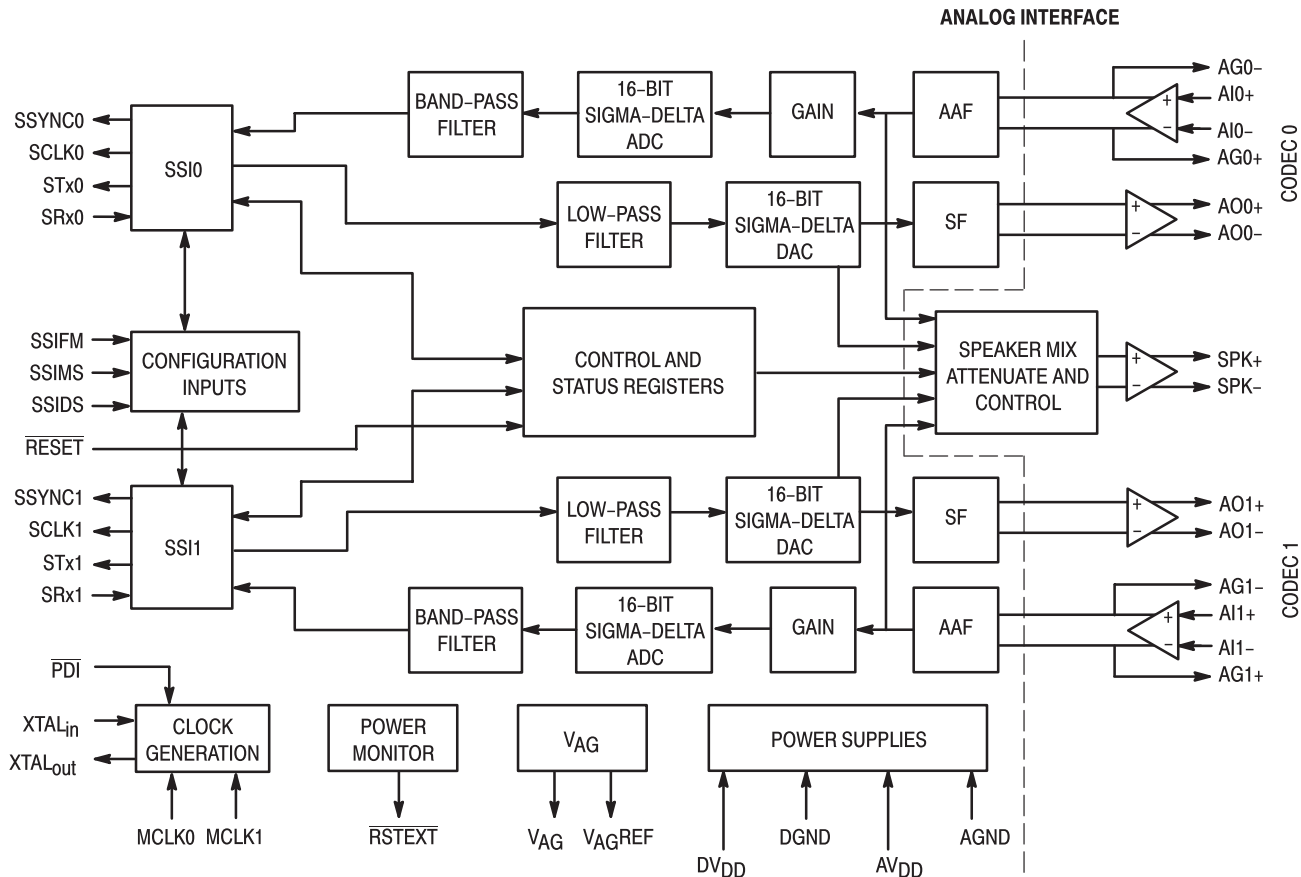 ANALOG INTERFACE
SSYNC0
SCLK0
STx0
SRx0
SSI0
BAND–PASS
FILTER
16–BIT
SIGMA–DELTA
ADC
GAIN
AAF
AG0–
AI0+
AI0–
AG0+
+
–
CODEC 0
LOW–PASS
FILTER
16–BIT
SIGMA–DELTA
DAC
SF
+
–
AO0+
AO0–
SSIFM
SSIMS
SSIDS
RESET
CONFIGURATION
INPUTS
CONTROL AND
STATUS REGISTERS
SPEAKER MIX
ATTENUATE AND
CONTROL
+
–
SPK+
SPK–
SSYNC1
SCLK1
STx1
SRx1
SSI1
LOW–PASS
FILTER
16–BIT
SIGMA–DELTA
DAC
SF
+
–
AO1+
AO1–
BAND–PASS
FILTER
16–BIT
SIGMA–DELTA
ADC
GAIN
AAF
+
–
AG1–
AI1+
AI1–
AG1+
CODEC 1
PDI
XTALin
XTALout
CLOCK
GENERATION
MCLK0 MCLK1
POWER
MONITOR
RSTEXT
VAG
VAG
VAGREF
POWER SUPPLIES
DVDD
DGND
AVDD
AGND